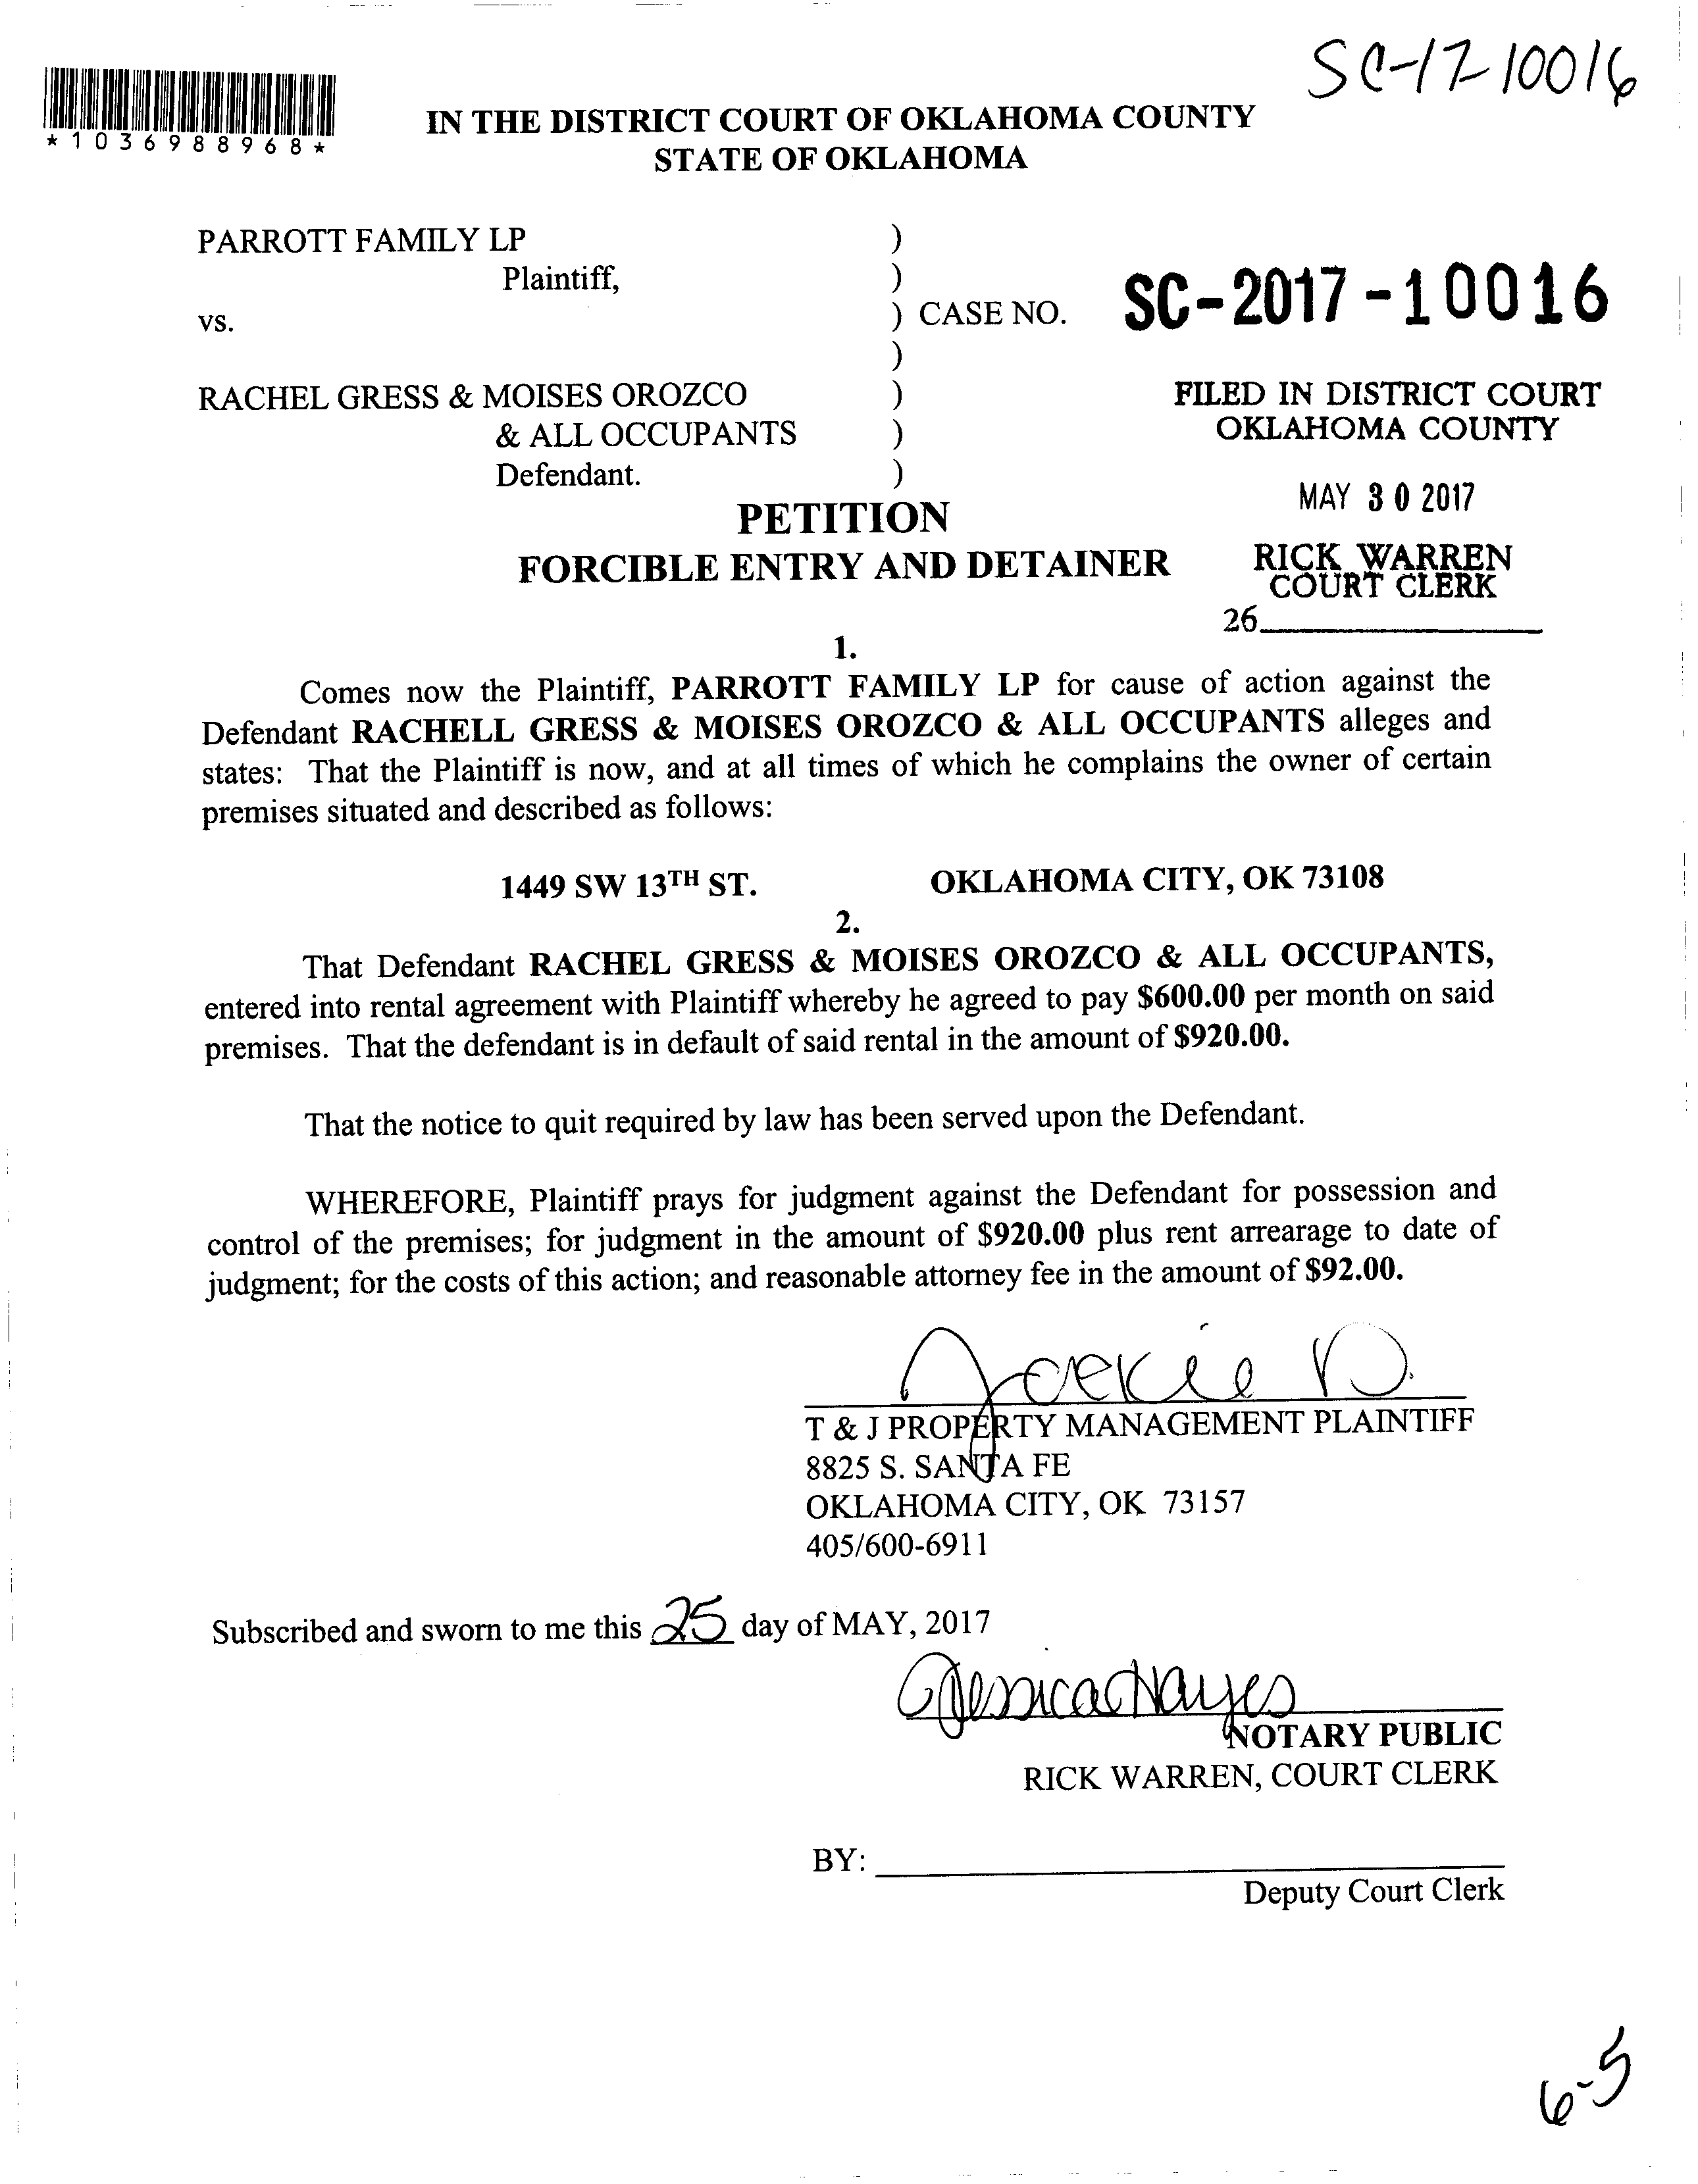 SC-17-10016
*1036988968*
IN THE DISTRICT COURT OF OKLAHOMA COUNTY
STATE OF OKLAHOMA
PARROTT FAMILY LP )
Plaintiff, )
vs. ) CASE NO. SC-2017-10016
)
RACHEL GRESS & MOISES OROZCO ) FILED IN DISTRICT COURT
& ALL OCCUPANTS ) OKLAHOMA COUNTY
Defendant. )
MAY 30 2017
PETITION
FORCIBLE ENTRY AND DETAINER
RICK WARREN
COURT CLERK
26
1.
Comes now the Plaintiff, PARROTT FAMILY LP for cause of action against the
Defendant RACHELL GRESS & MOISES OROZCO & ALL OCCUPANTS alleges and
states: That the Plaintiff is now, and at all times of which he complains the owner of certain
premises situated and described as follows:
1449 SW 13TH ST. OKLAHOMA CITY, OK 73108
2.
That Defendant RACHEL GRESS & MOISES OROZCO & ALL OCCUPANTS,
entered into rental agreement with Plaintiff whereby he agreed to pay $600.00 per month on said
premises. That the defendant is in default of said rental in the amount of $920.00.
That the notice to quit required by law has been served upon the Defendant.
WHEREFORE, Plaintiff prays for judgment against the Defendant for possession and
control of the premises; for judgment in the amount of $920.00 plus rent arrearage to date of
judgment; for the costs of this action; and reasonable attorney fee in the amount of $92.00.
Jackie D.
T & J PROPERTY MANAGEMENT PLAINTIFF
8825 S. SANTA FE
OKLAHOMA CITY, OK 73157
405/600-6911
Subscribed and sworn to me this 25 day of MAY, 2017
Jessica Hayes
NOTARY PUBLIC
RICK WARREN, COURT CLERK
BY:
Deputy Court Clerk
6-5